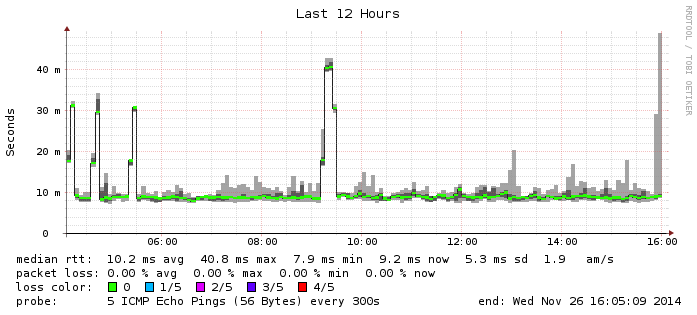 Last 12 Hours
RRDTOOL / TOBI OETIKER
Seconds
40 m
30 m
20 m
10 m
0
06:00 08:00 10:00 12:00 14:00 16:00
median rtt: 10.2 ms avg 40.8 ms max 7.9 ms min 9.2 ms now 5.3 ms sd 1.9 am/s
packet loss: 0.00 % avg 0.00 % max 0.00 % min 0.00 % now
loss color: 0 1/5 2/5 3/5 4/5
probe: 5 ICMP Echo Pings (56 Bytes) every 300s end: Wed Nov 26 16:05:09 2014